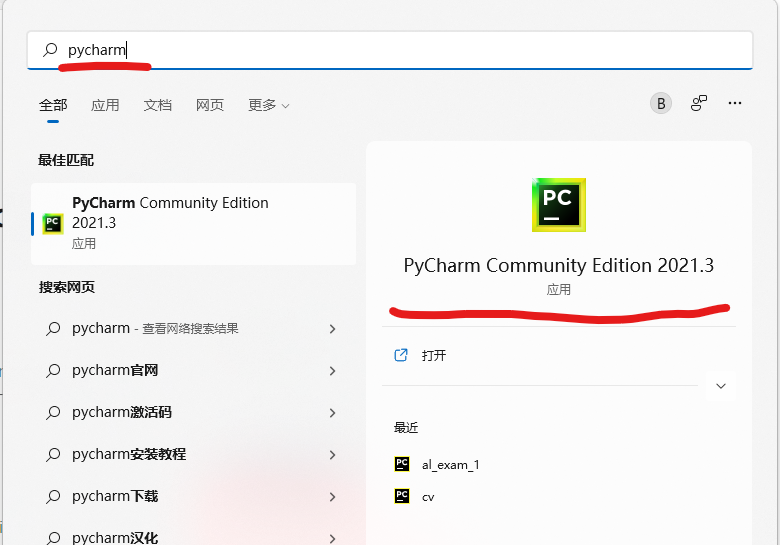 pycharm
全部 应用 文档 网页 更多
B
最佳匹配
PyCharm Community Edition
2021.3
应用
搜索网页
pycharm - 查看网络搜索结果
pycharm官网
pycharm激活码
pycharm安装教程
pycharm下载
pycharm汉化
PC
PyCharm Community Edition 2021.3
应用
打开
最近
PC al_exam_1
PC cv